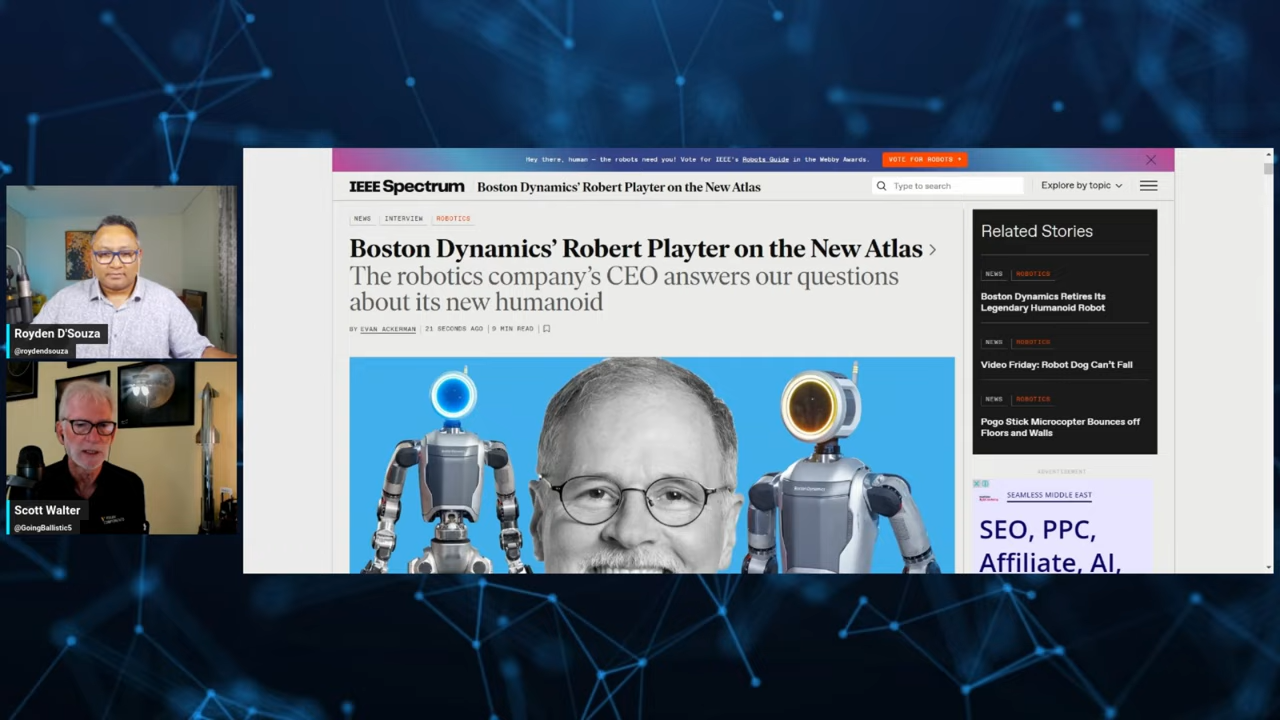 Royden D'Souza
@roydendsouza
Scott Walter
@GoingBallistic5
Hey there, human — the robots need you! Vote for IEEE's Robots Guide in the Webby Awards.
VOTE FOR ROBOTS
IEEE Spectrum
Boston Dynamics' Robert Playter on the New Atlas
Type to search
Explore by topic
NEWS
INTERVIEW
ROBOTICS
Boston Dynamics' Robert Playter on the New Atlas
The robotics company's CEO answers our questions
about its new humanoid
BY EVAN ACKERMAN
21 SECONDS AGO
9 MIN READ
BostonDynamics
Related Stories
NEWS
ROBOTICS
Boston Dynamics Retires Its
Legendary Humanoid Robot
NEWS
ROBOTICS
Video Friday: Robot Dog Can't Fall
NEWS
ROBOTICS
Pogo Stick Microcopter Bounces off
Floors and Walls
ADVERTISEMENT
SEAMLESS MIDDLE EAST
SEO, PPC,
Affiliate, AI,